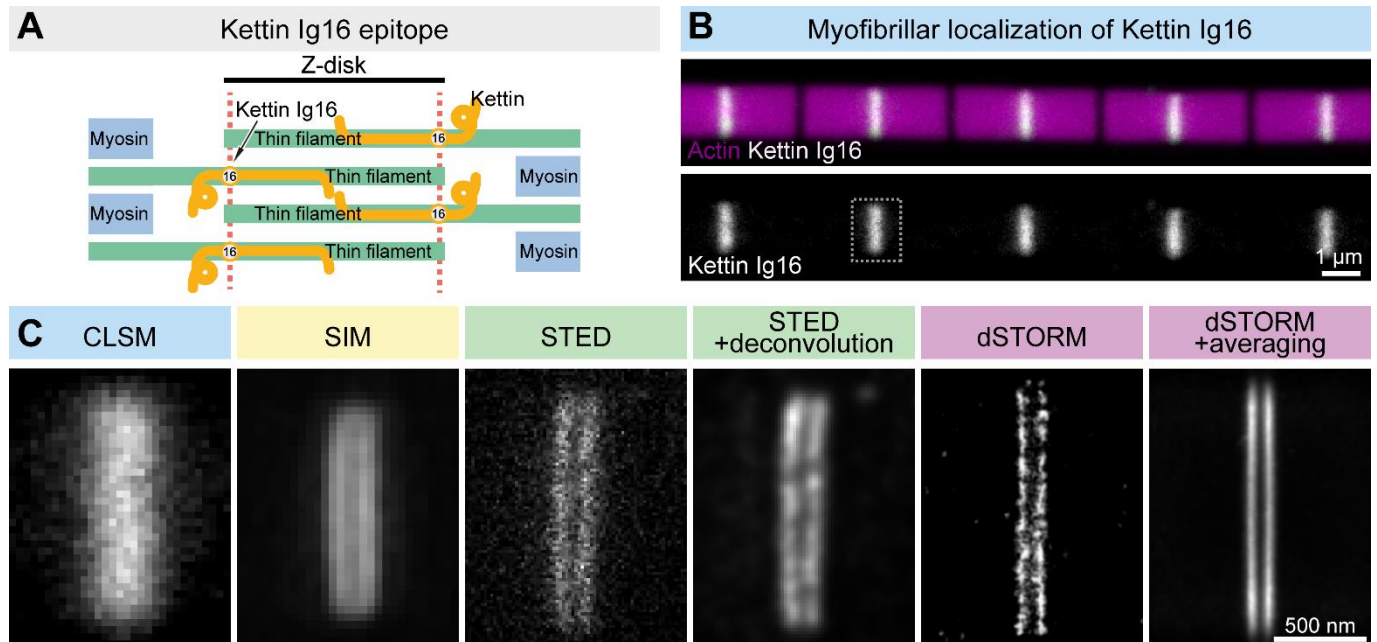 A
Kettin Ig16 epitope
Z-disk
Kettin Ig16
Kettin
Myosin
Thin filament
16
16
Thin filament
Myosin
Myosin
Thin filament
16
16
Thin filament
Myosin
B
Myofibrillar localization of Kettin Ig16
Actin Kettin Ig16
Kettin Ig16
1 µm
C
CLSM
SIM
STED
STED
+deconvolution
dSTORM
dSTORM
+averaging
500 nm